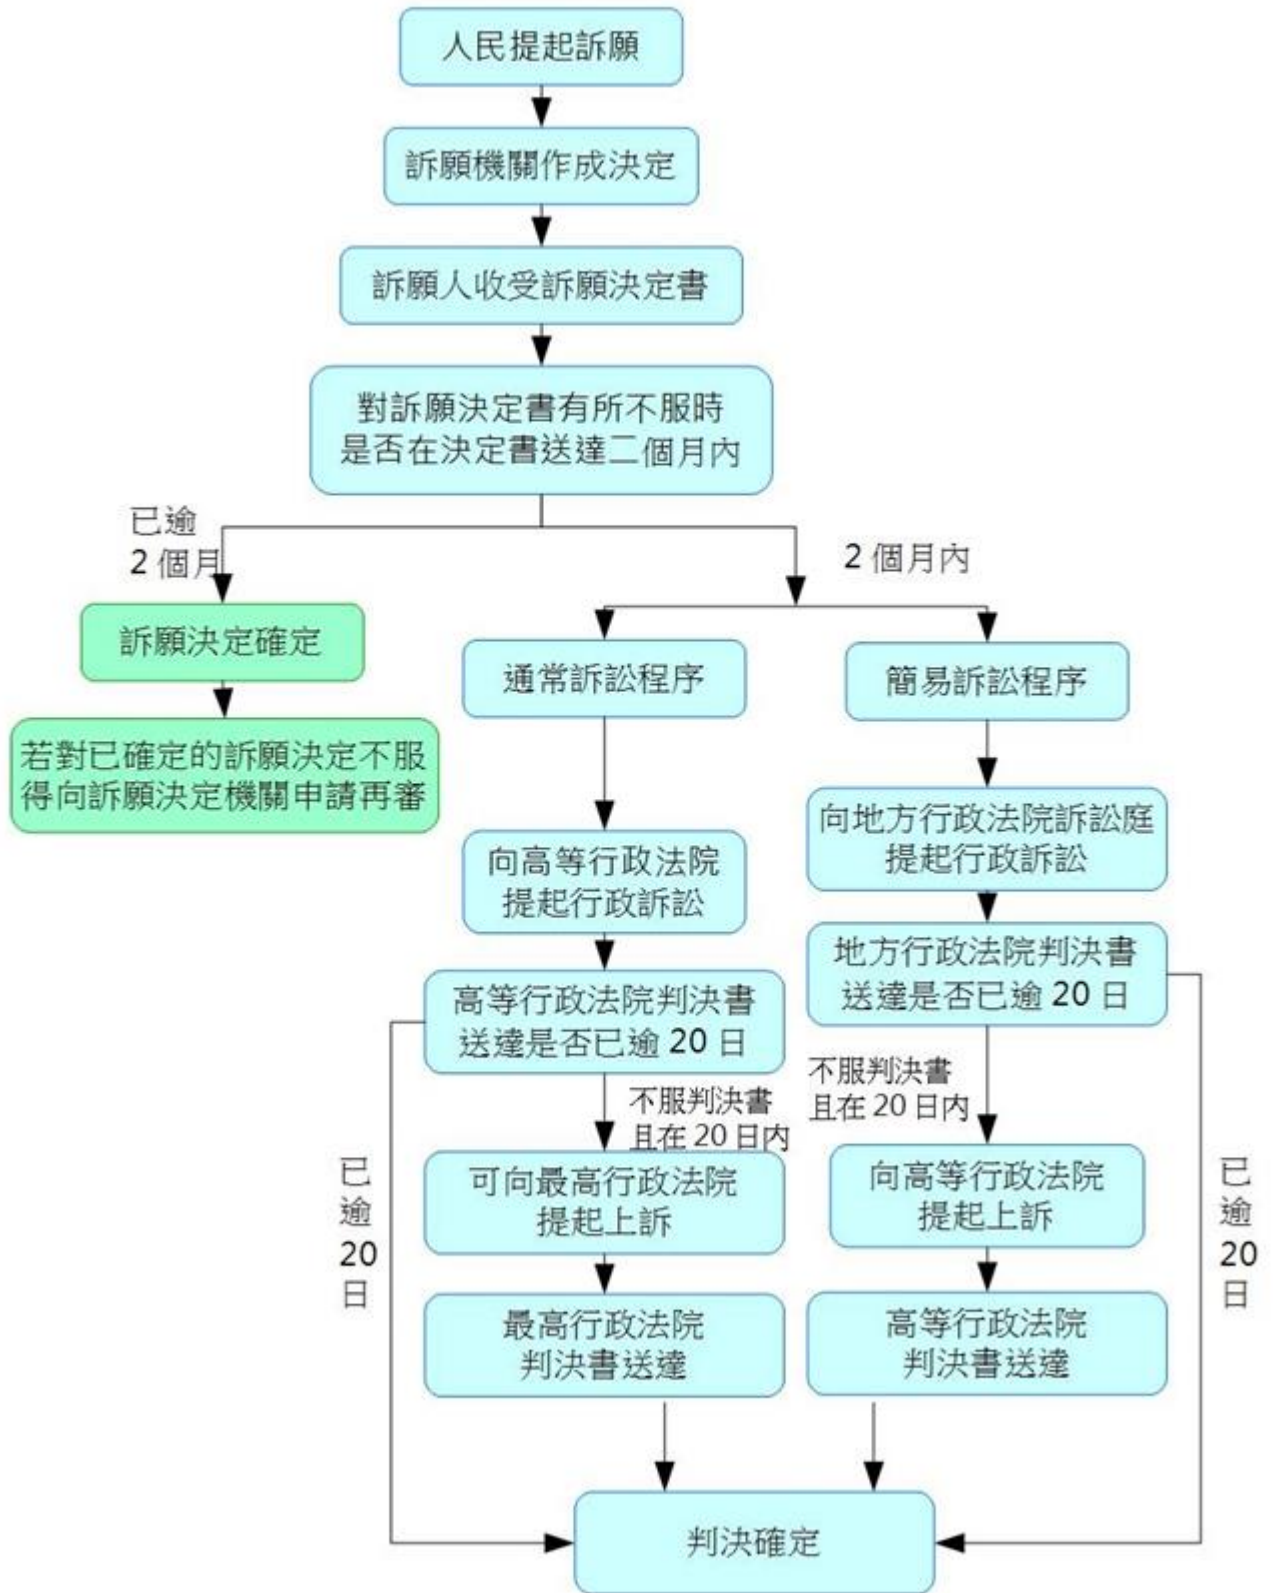 人民提起訴願
訴願機關作成決定
訴願人收受訴願決定書
對訴願決定書有所不服時
是否在決定書送達二個月內
已逾
2 個月
2 個月內
訴願決定確定
若對已確定的訴願決定不服
得向訴願決定機關申請再審
通常訴訟程序
向高等行政法院
提起行政訴訟
高等行政法院判決書
送達是否已逾 20 日
不服判決書
且在 20 日内
已
逾
20
日
可向最高行政法院
提起上訴
最高行政法院
判決書送達
簡易訴訟程序
向地方行政法院訴訟庭
提起行政訴訟
地方行政法院判決書
送達是否已逾 20 日
不服判決書
且在 20 日内
已
逾
20
日
向高等行政法院
提起上訴
高等行政法院
判決書送達
判決確定